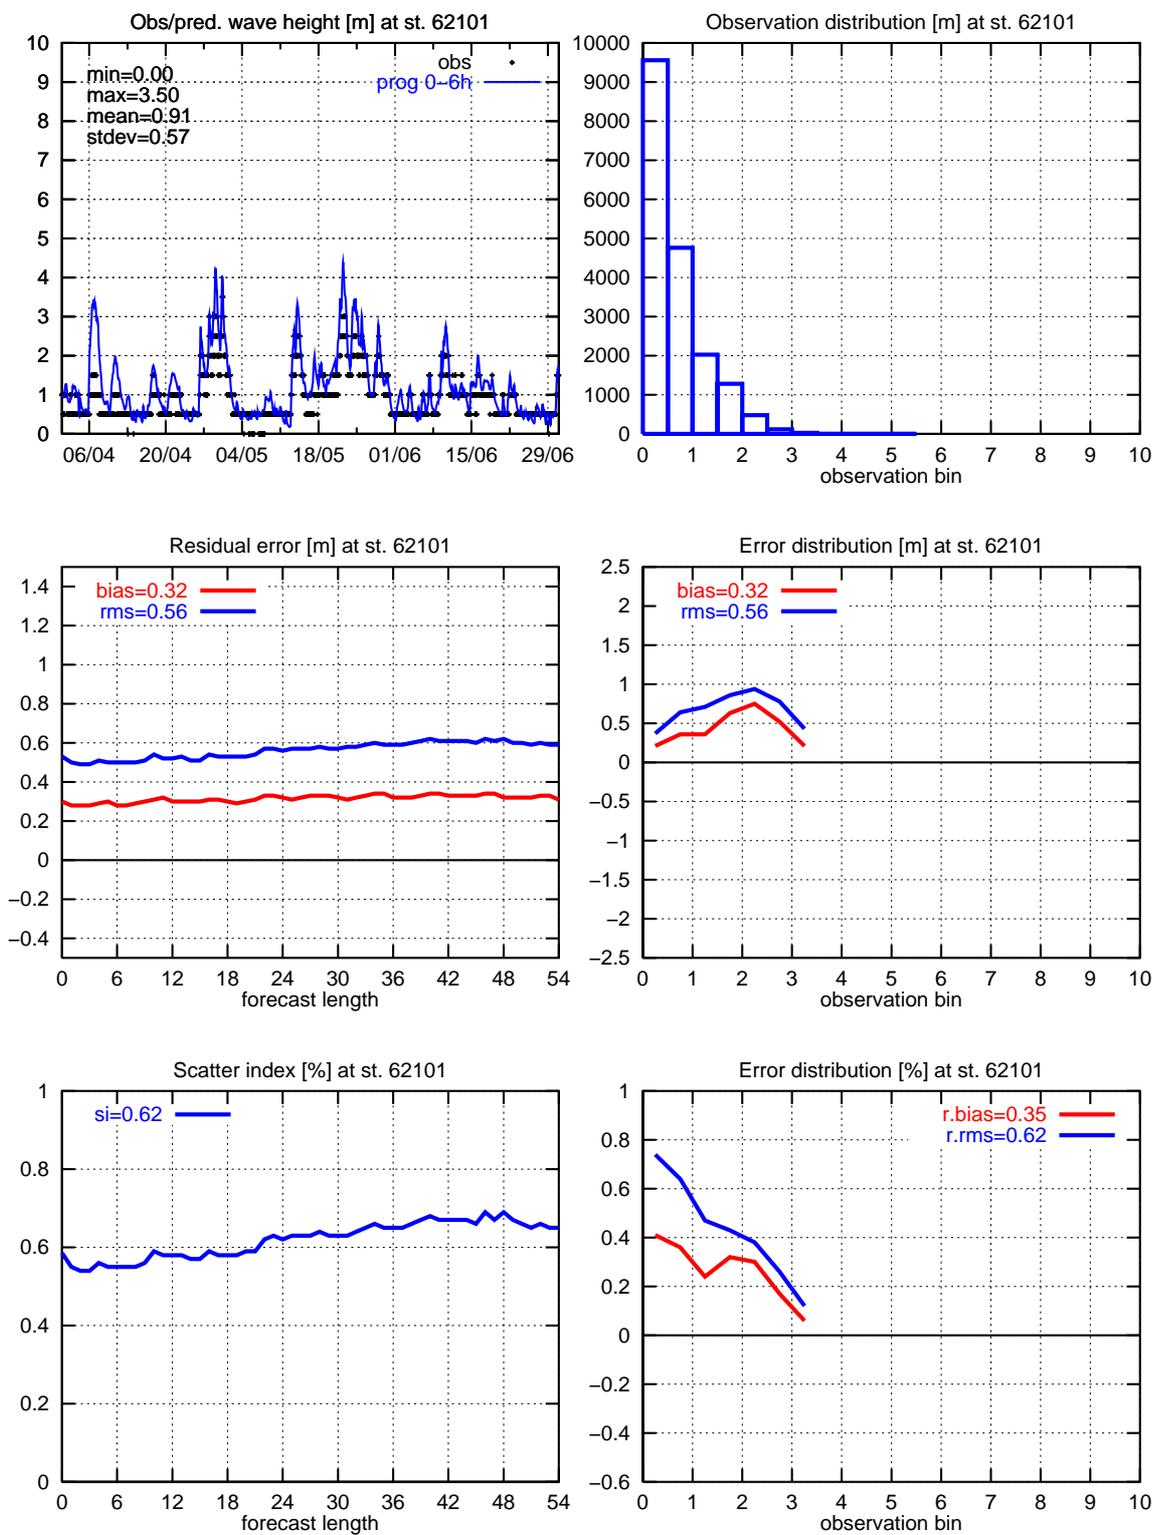 Obs/pred. wave height [m] at st. 62101
10
9
8
7
6
5
4
3
2
1
0
min=0.00
max=3.50
mean=0.91
stdev=0.57
obs
prog 0−6h
06/04 20/04 04/05 18/05 01/06 15/06 29/06
Observation distribution [m] at st. 62101
10000
9000
8000
7000
6000
5000
4000
3000
2000
1000
0
0 1 2 3 4 5 6 7 8 9 10
observation bin
Residual error [m] at st. 62101
1.4
1.2
1
0.8
0.6
0.4
0.2
0
−0.2
−0.4
bias=0.32
rms=0.56
0 6 12 18 24 30 36 42 48 54
forecast length
Error distribution [m] at st. 62101
2.5
2
1.5
1
0.5
0
−0.5
−1
−1.5
−2
−2.5
bias=0.32
rms=0.56
0 1 2 3 4 5 6 7 8 9 10
observation bin
Scatter index [%] at st. 62101
1
0.8
0.6
0.4
0.2
0
si=0.62
0 6 12 18 24 30 36 42 48 54
forecast length
Error distribution [%] at st. 62101
1
0.8
0.6
0.4
0.2
0
−0.2
−0.4
−0.6
r.bias=0.35
r.rms=0.62
0 1 2 3 4 5 6 7 8 9 10
observation bin